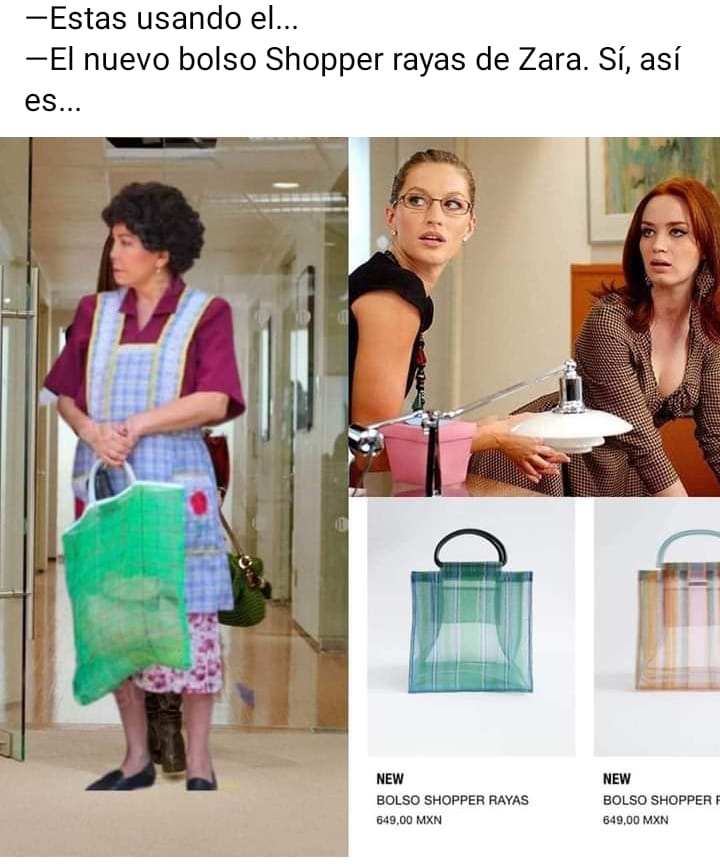 —Estas usando el...
—El nuevo bolso Shopper rayas de Zara. Sí, así
es...
NEW
BOLSO SHOPPER RAYAS
649,00 MXN
NEW
BOLSO SHOPPER
649,00 MXN